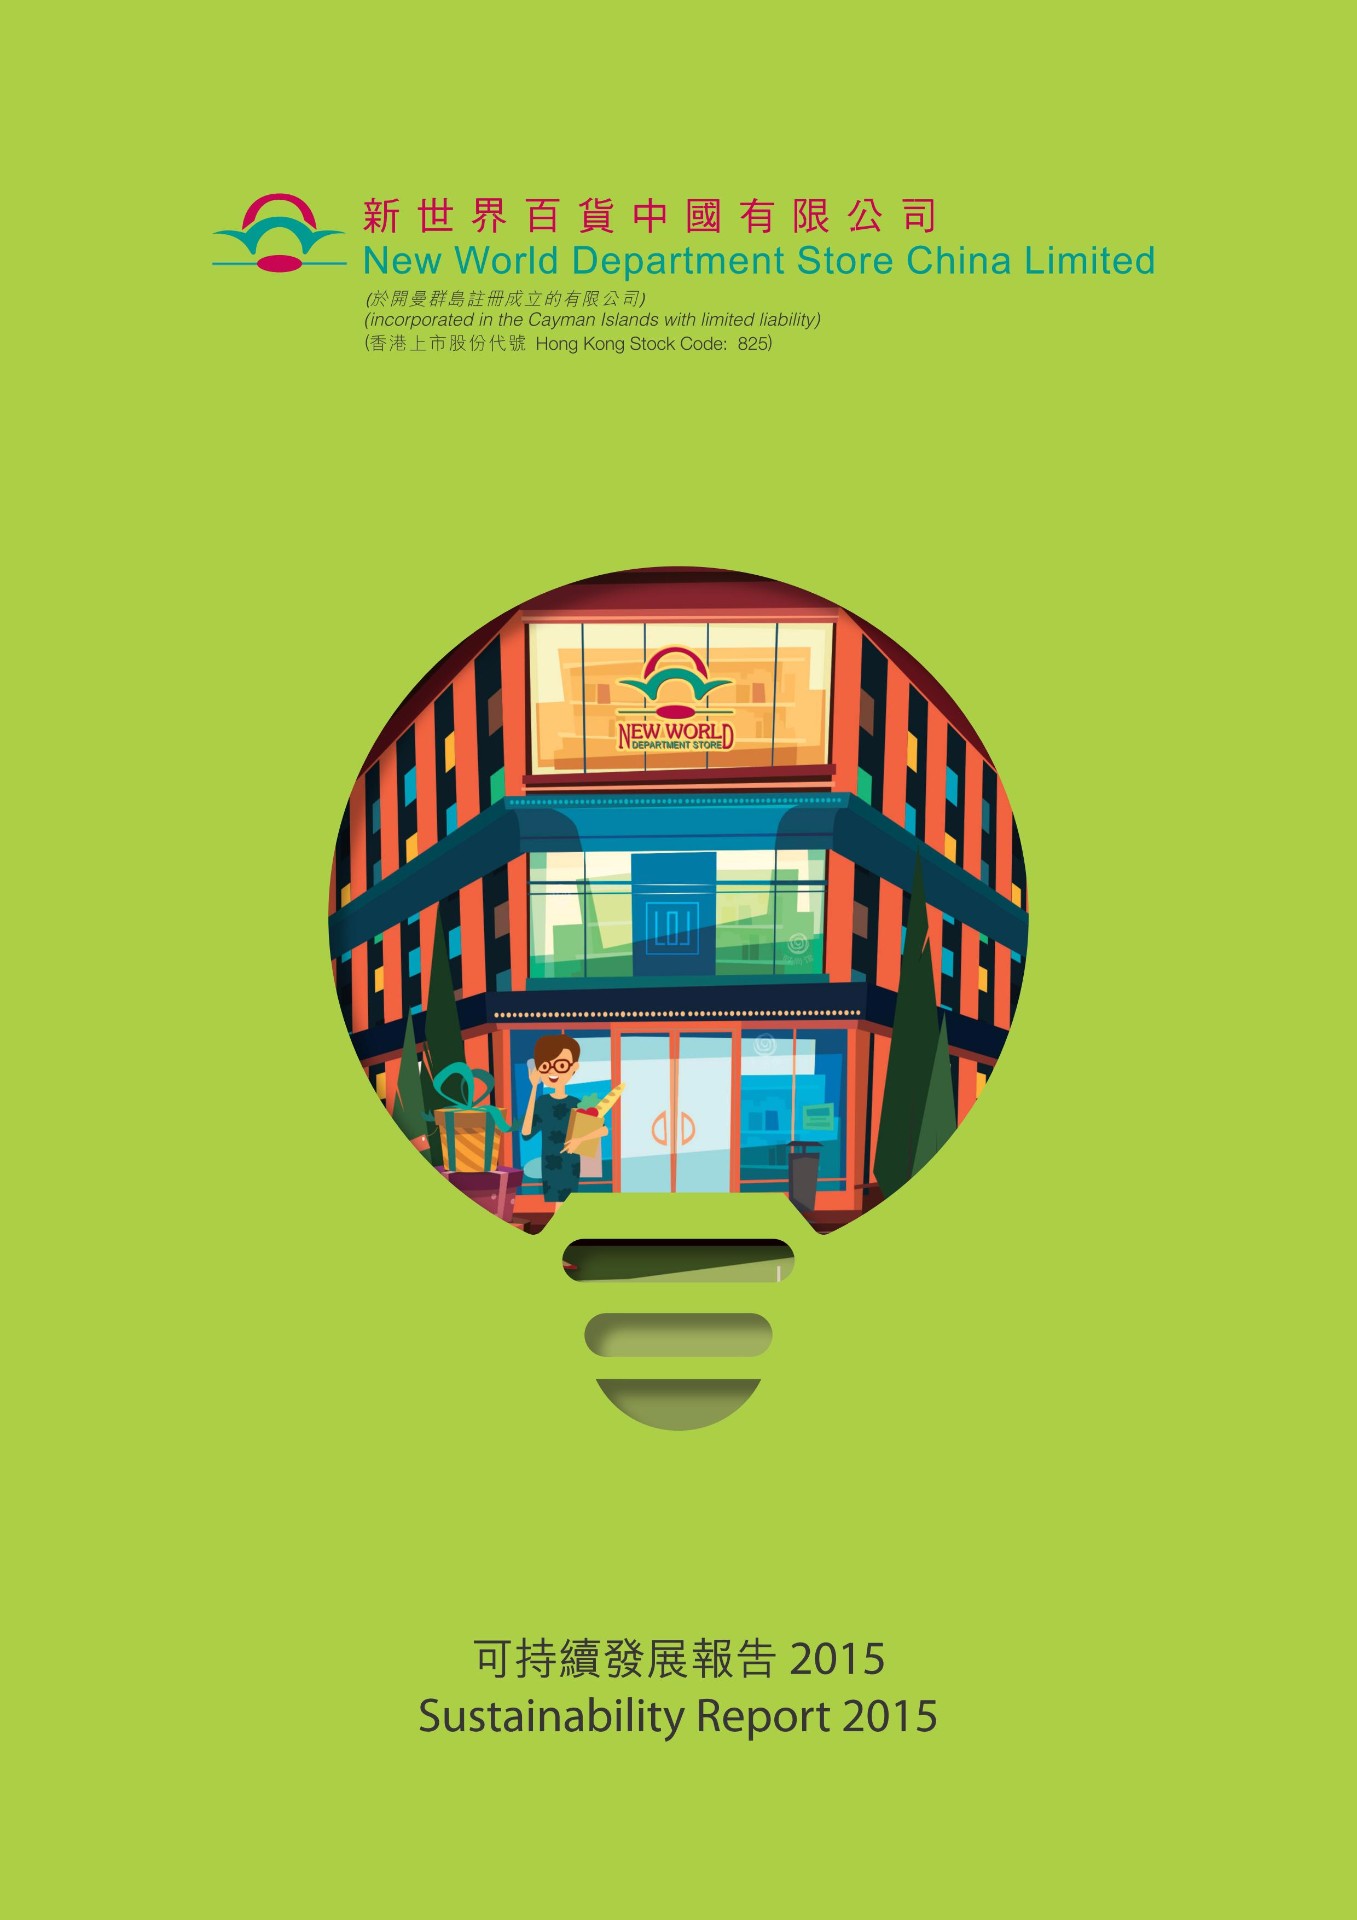 新世界百貨中國有限公司
New World Department Store China Limited
(於開曼群島註冊成立的有限公司)
(incorporated in the Cayman Islands with limited liability)
(香港上市股份代號 Hong Kong Stock Code: 825)
NEW WORLD
DEPARTMENT STORE
可持續發展報告 2015
Sustainability Report 2015